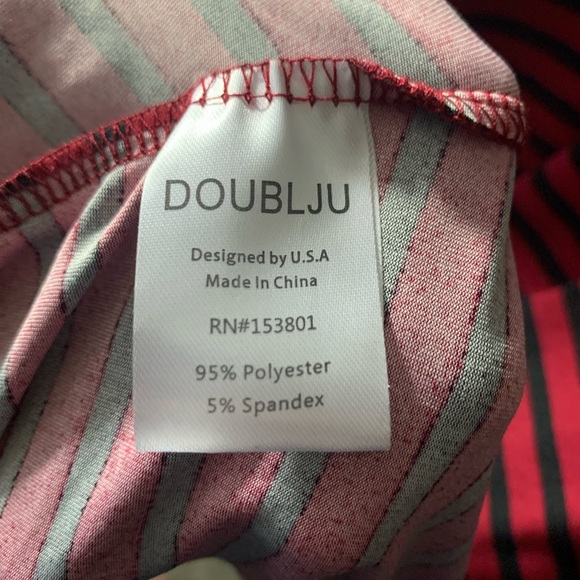 DOUBLJU
Designed by U.S.A
Made In China
RN#153801
95% Polyester
5% Spandex